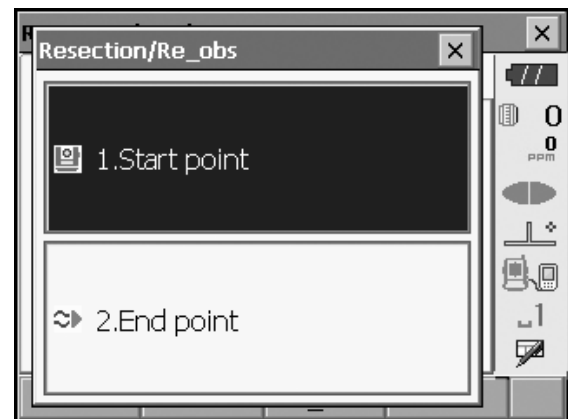 Resection/Re_obs
1.Start point
2.End point
0
0
PPM
1